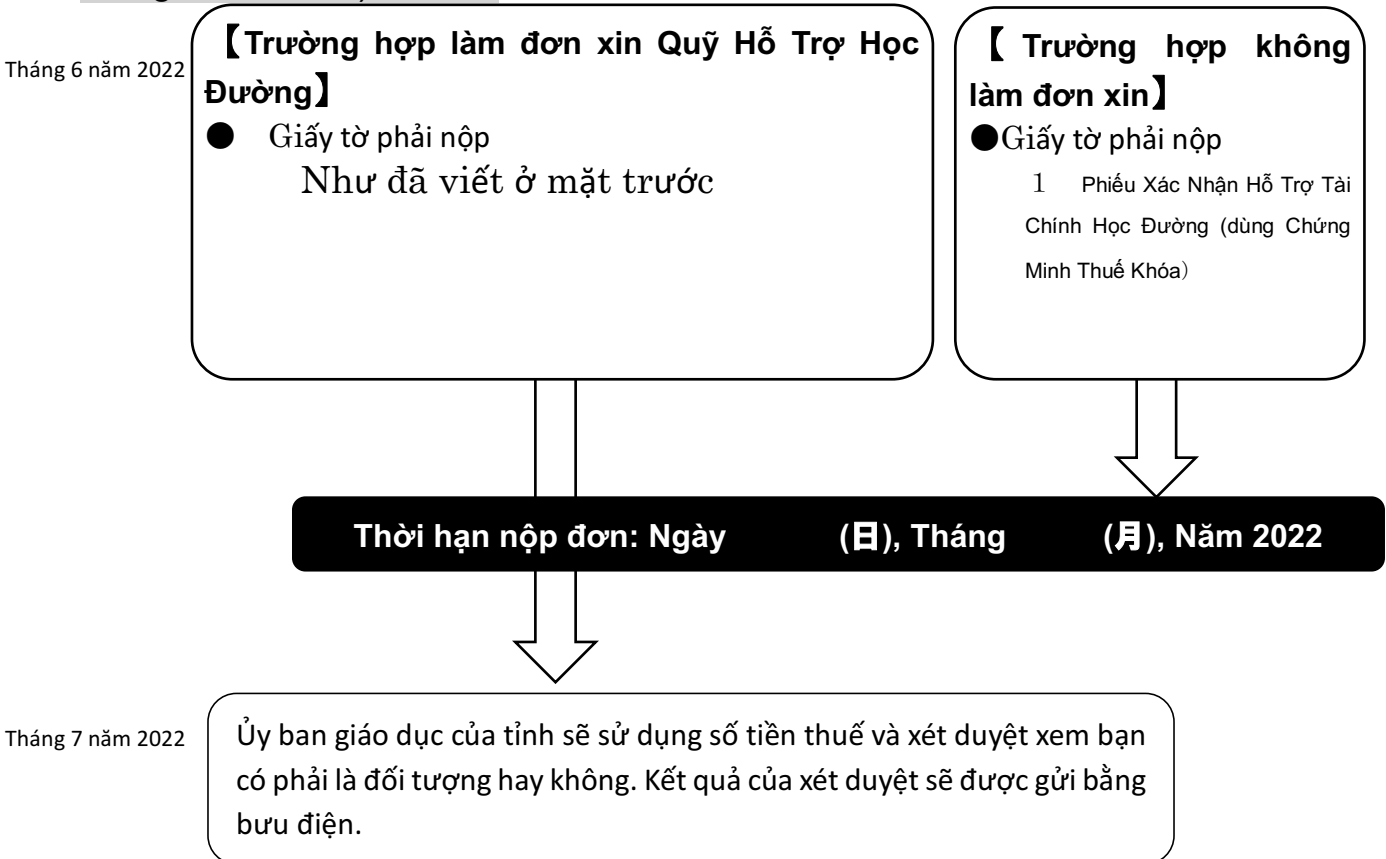 Tháng 6 năm 2022
【Trường hợp làm đơn xin Quỹ Hỗ Trợ Học
Đường】
● Giấy tờ phải nộp
Như đã viết ở mặt trước
【 Trường hợp không
làm đơn xin】
●Giấy tờ phải nộp
1 Phiếu Xác Nhận Hỗ Trợ Tài
Chính Học Đường (dùng Chứng
Minh Thuế Khóa）
Thời hạn nộp đơn: Ngày (日), Tháng (月), Năm 2022
Tháng 7 năm 2022
Ủy ban giáo dục của tỉnh sẽ sử dụng số tiền thuế và xét duyệt xem bạn
có phải là đối tượng hay không. Kết quả của xét duyệt sẽ được gửi bằng
bưu điện.